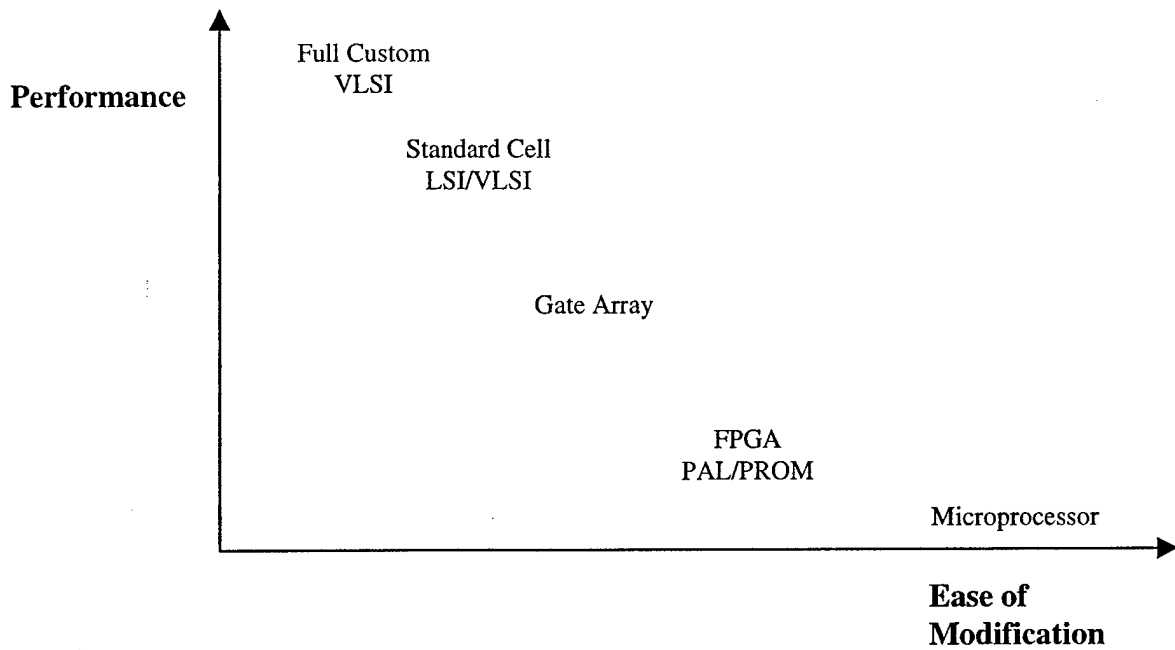 Full Custom
VLSI
Performance
Standard Cell
LSI/VLSI
Gate Array
FPGA
PAL/PROM
Microprocessor
Ease of
Modification